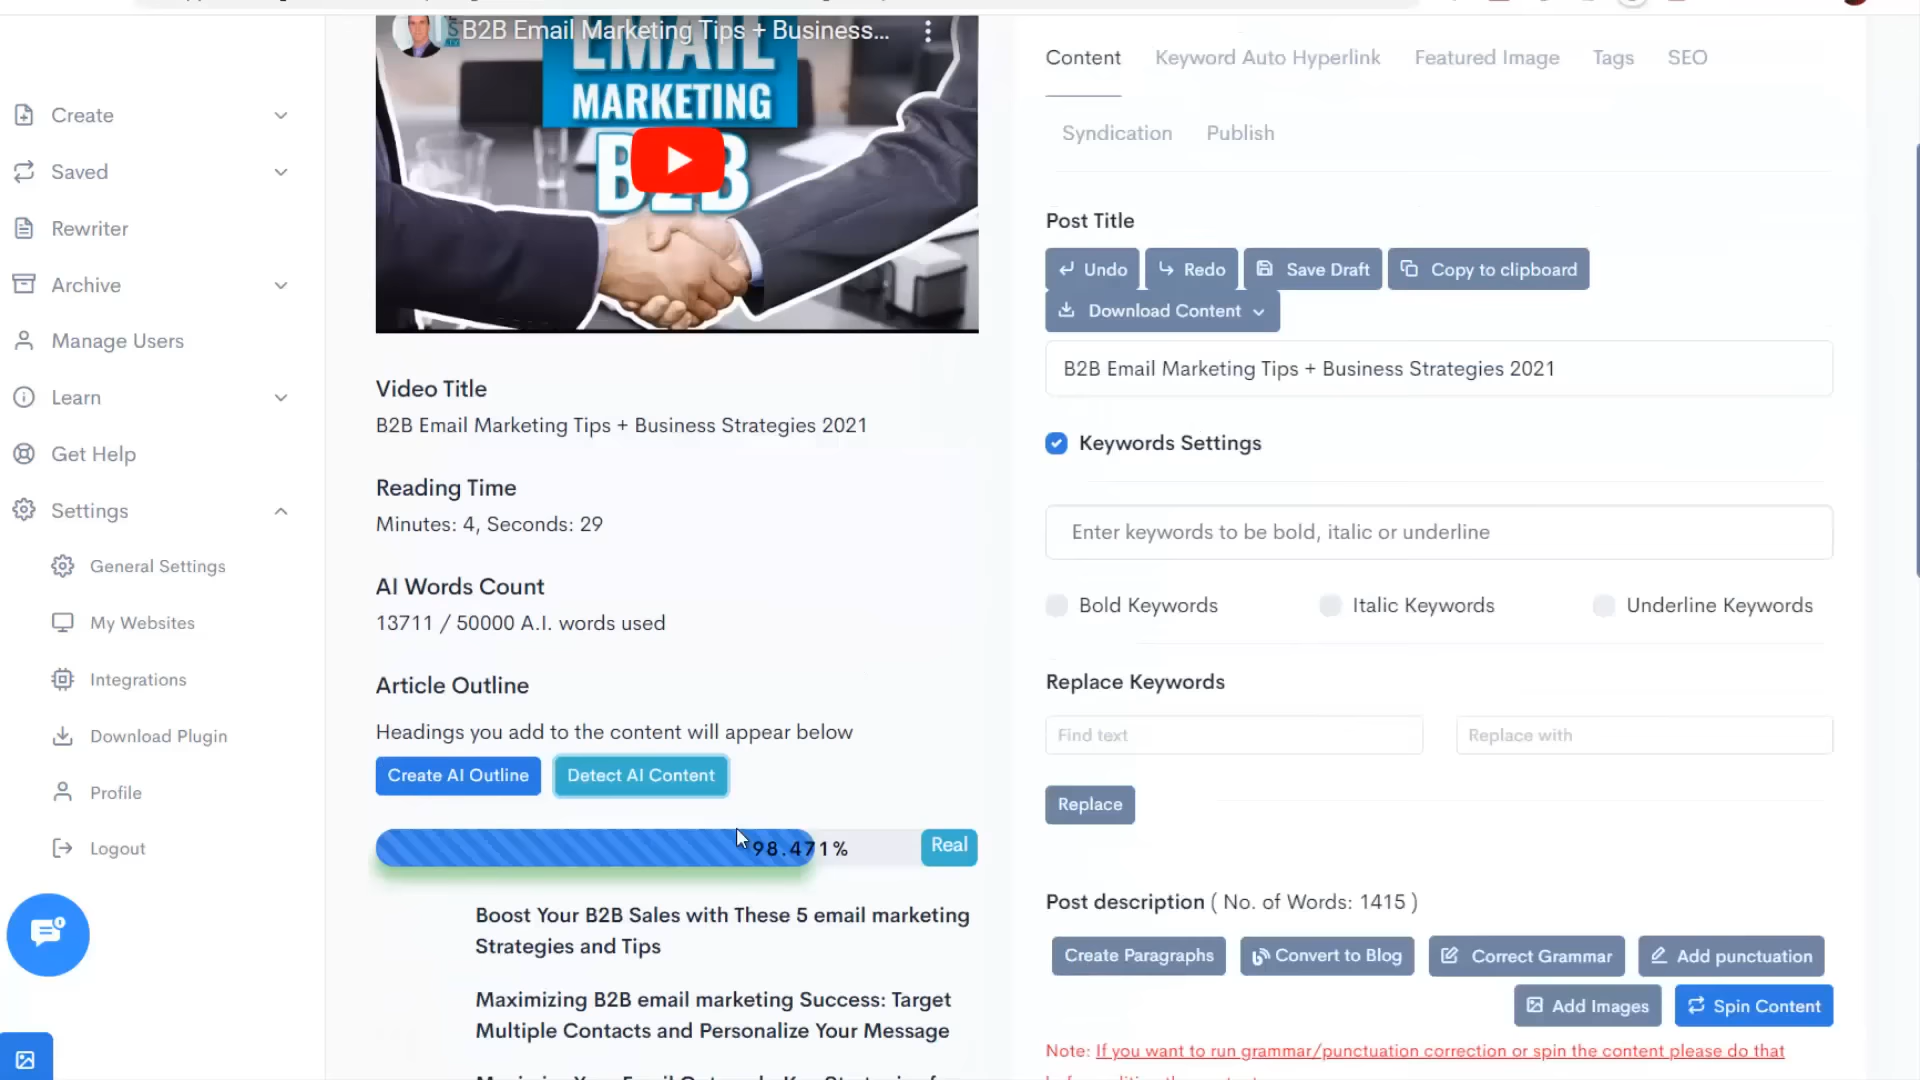 Create
Saved
Rewriter
Archive
Manage Users
Learn
Get Help
Settings
General Settings
My Websites
Integrations
Download Plugin
Profile
Logout
B2B Email Marketing Tips + Business...
EMAIL
MARKETING
B2B
Video Title
B2B Email Marketing Tips + Business Strategies 2021
Reading Time
Minutes: 4, Seconds: 29
AI Words Count
13711 / 50000 A.I. words used
Article Outline
Headings you add to the content will appear below
Create AI Outline
Detect AI Content
98.471%
Real
Boost Your B2B Sales with These 5 email marketing
Strategies and Tips
Maximizing B2B email marketing Success: Target
Multiple Contacts and Personalize Your Message
Content
Keyword Auto Hyperlink
Featured Image
Tags
SEO
Syndication
Publish
Post Title
Undo
Redo
Save Draft
Copy to clipboard
Download Content
B2B Email Marketing Tips + Business Strategies 2021
Keywords Settings
Enter keywords to be bold, italic or underline
Bold Keywords
Italic Keywords
Underline Keywords
Replace Keywords
Find text
Replace with
Replace
Post description ( No. of Words: 1415 )
Create Paragraphs
Convert to Blog
Correct Grammar
Add punctuation
Add Images
Spin Content
Note: If you want to run grammar/punctuation correction or spin the content please do that